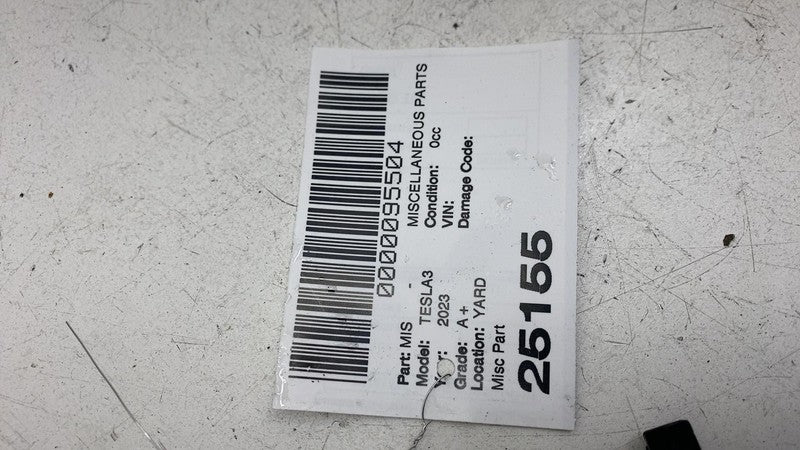 0000095504
Part: MIS - MISCELLANEOUS PARTS
Model: TESLA3 Condition: 0cc
Year: 2023 VIN:
Grade: A+ Damage Code:
Location: YARD
Misc Part
25155